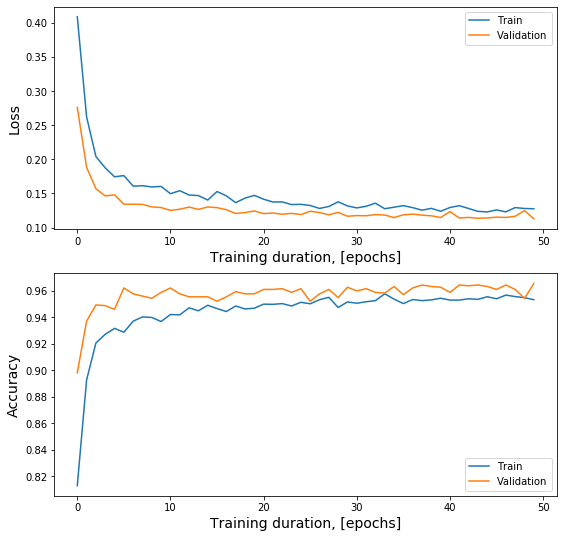 0.40
0.35
0.30
0.25
0.20
0.15
0.10
Loss
Train
Validation
0 10 20 30 40 50
Training duration, [epochs]
0.96
0.94
0.92
0.90
0.88
0.86
0.84
0.82
Accuracy
Train
Validation
0 10 20 30 40 50
Training duration, [epochs]